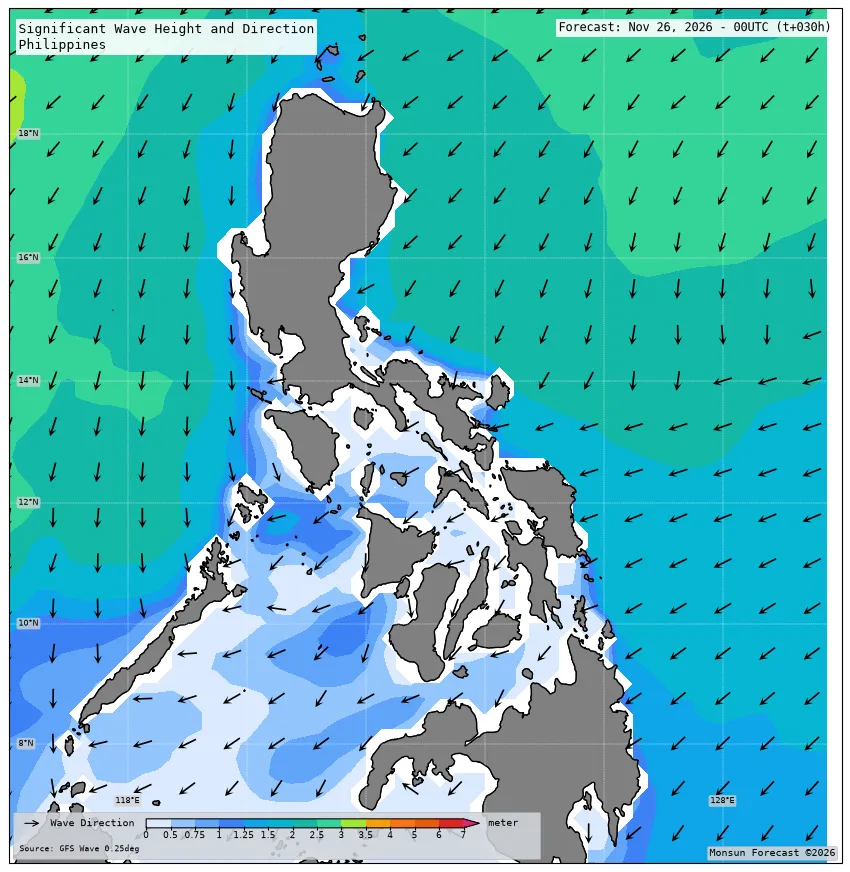 Significant Wave Height and Direction
Philippines
Forecast: Nov 26, 2026 - 00UTC (t+030h)
18°N
16°N
14°N
12°N
10°N
8°N
118°E
128°E
Wave Direction
meter
0 0.5 0.75 1 1.25 1.5 2 2.5 3 3.5 4 5 6 7
Source: GFS Wave 0.25deg
Monsun Forecast ©2026